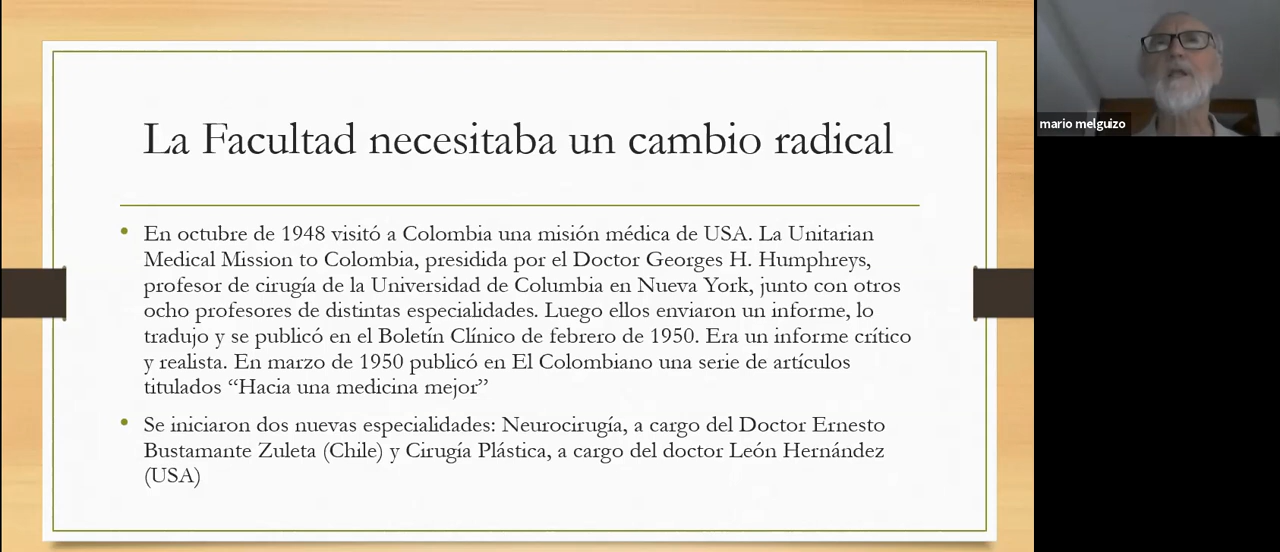 La Facultad necesitaba un cambio radical
• En octubre de 1948 visitó a Colombia una misión médica de USA. La Unitarian
Medical Mission to Colombia, presidida por el Doctor Georges H. Humphreys,
profesor de cirugía de la Universidad de Columbia en Nueva York, junto con otros
ocho profesores de distintas especialidades. Luego ellos enviaron un informe, lo
tradujo y se publicó en el Boletín Clínico de febrero de 1950. Era un informe crítico
y realista. En marzo de 1950 publicó en El Colombiano una serie de artículos
titulados “Hacia una medicina mejor”
• Se iniciaron dos nuevas especialidades: Neurocirugía, a cargo del Doctor Ernesto
Bustamante Zuleta (Chile) y Cirugía Plástica, a cargo del doctor León Hernández
(USA)
mario melguizo